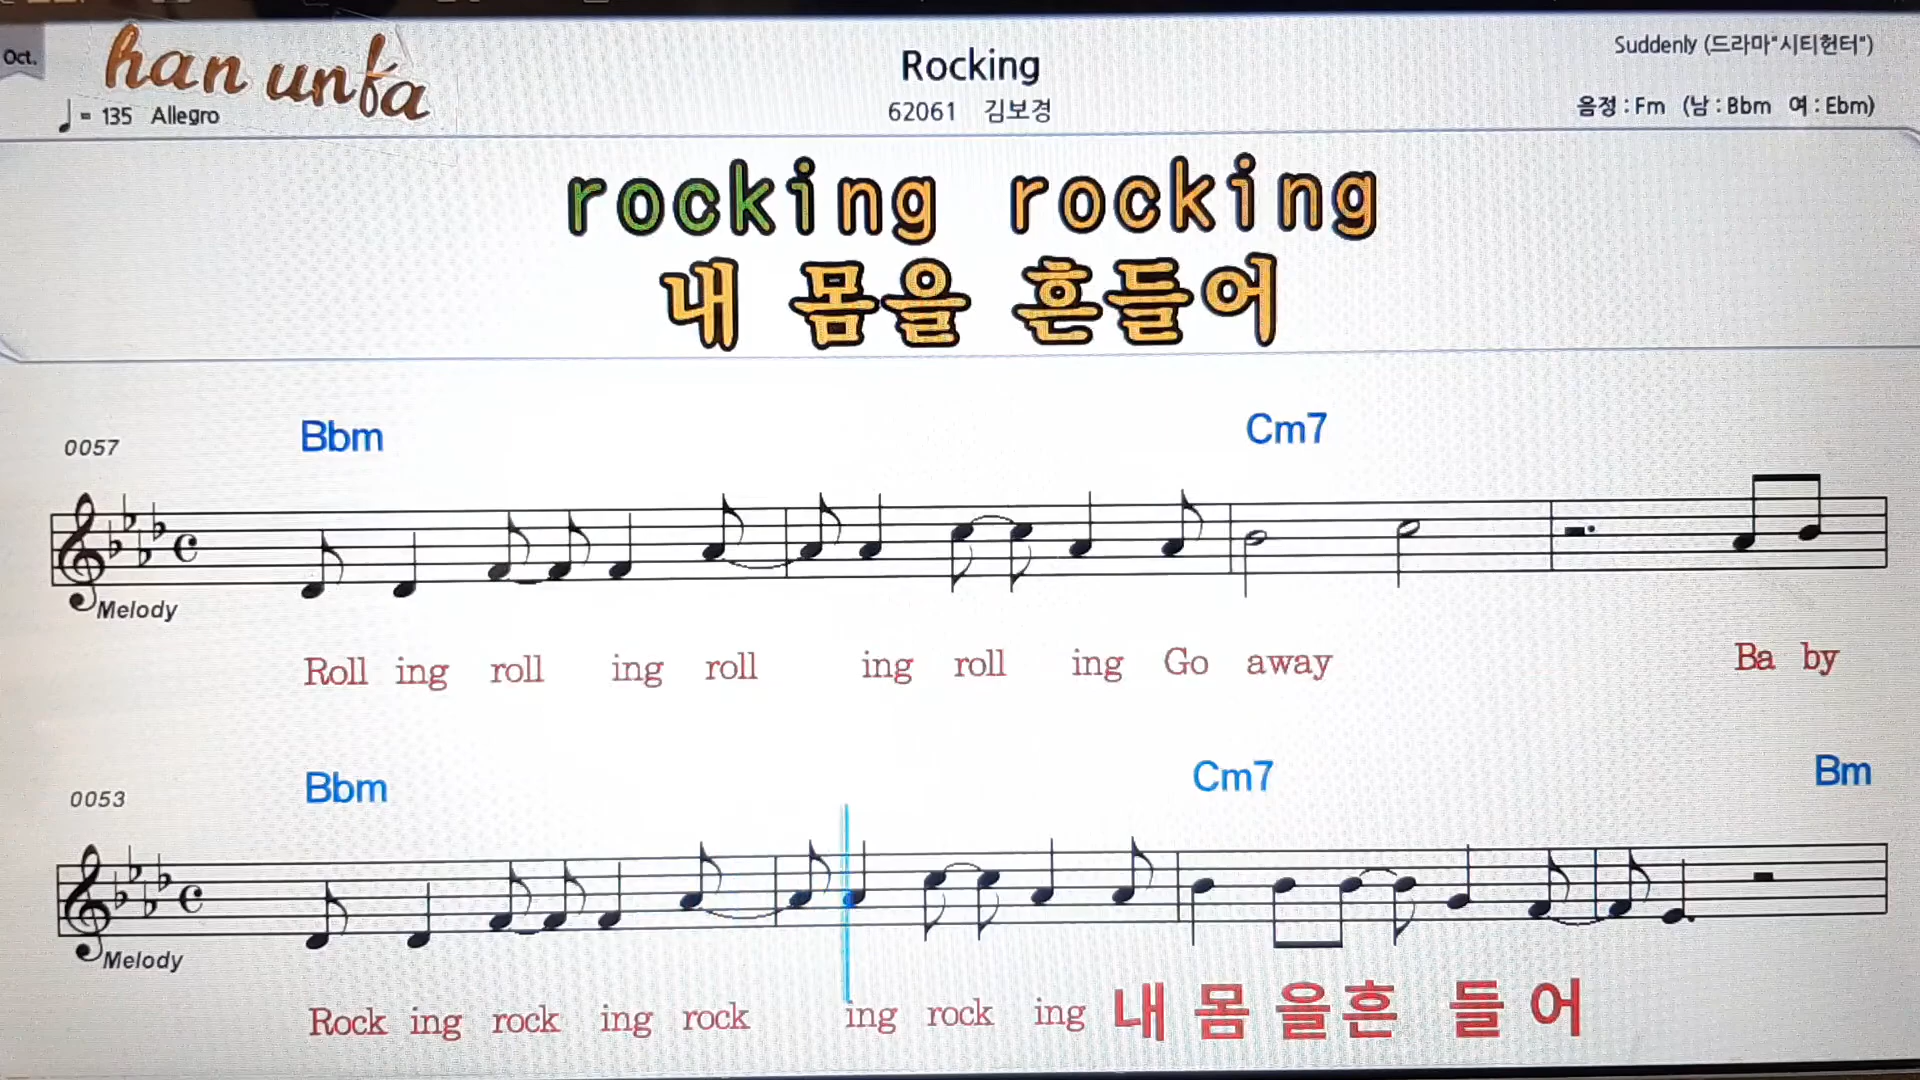 Oct.
han unfa
Rocking
Suddenly (드라마"시티헌터")
= 135 Allegro
62061 김보경
음정 : Fm (남 : Bbm 여 : Ebm)
rocking rocking
내 몸을 흔들어
0057 Bbm Cm7
Melody
Roll ing roll ing roll ing roll ing Go away Ba by
0053 Bbm Cm7 Bm
Melody
Rock ing rock ing rock ing rock ing 내 몸 을 흔 들 어